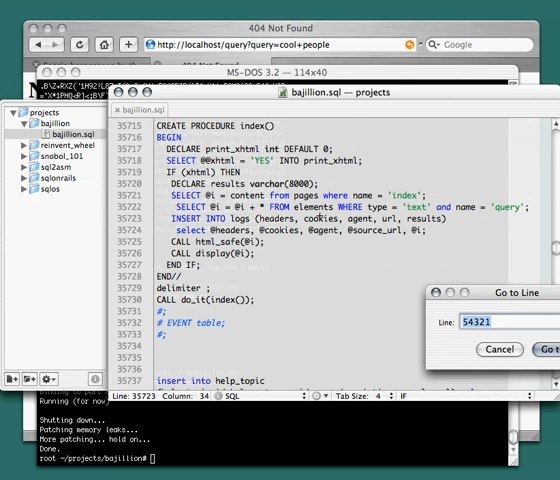 404 Not Found
http://localhost/query?query=cool+people
Google
404 Not Found
MS-DOS 3.2 — 114x40
bajillion.sql — projects
projects
bajillion
bajillion.sql
reinvent_wheel
snobol_101
sql2asm
sqlonrails
sqlos
bajillion.sql
35715 CREATE PROCEDURE index()
35716 BEGIN
35717 DECLARE print_xhtml int DEFAULT 0;
35718 SELECT @@xhtml = 'YES' INTO print_xhtml;
35719 IF (xhtml) THEN
35720 DECLARE results varchar(8000);
35721 SELECT @i = content from pages where name = 'index';
35722 SELECT @i = @i + * FROM elements WHERE type = 'text' and name = 'query';
35723 INSERT INTO logs (headers, cookies, agent, url, results)
35724 select @headers, @cookies, @agent, @source_url, @i;
35725 CALL html_safe(@i);
35726 CALL display(@i);
35727 END IF;
35728 END//
35729 delimiter ;
35730 CALL do_it(index());
35731 #;
35732 # EVENT table;
35733 #;
35734
35735
35736
35737 insert into help_topic
Go to Line
Line: 54321
Cancel
Go t
Line: 35723 Column: 34 SQL Tab Size: 4 IF
Running (for now)
Shutting down...
Patching memory leaks...
More patching... hold on...
Done.
root ~/projects/bajillion#